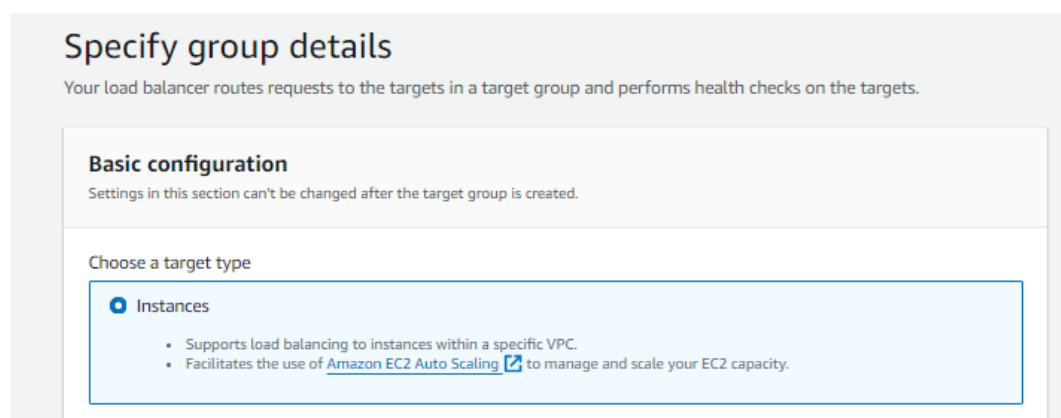 Specify group details
Your load balancer routes requests to the targets in a target group and performs health checks on the targets.
Basic configuration
Settings in this section can't be changed after the target group is created.
Choose a target type
Instances
Supports load balancing to instances within a specific VPC.
Facilitates the use of Amazon EC2 Auto Scaling to manage and scale your EC2 capacity.